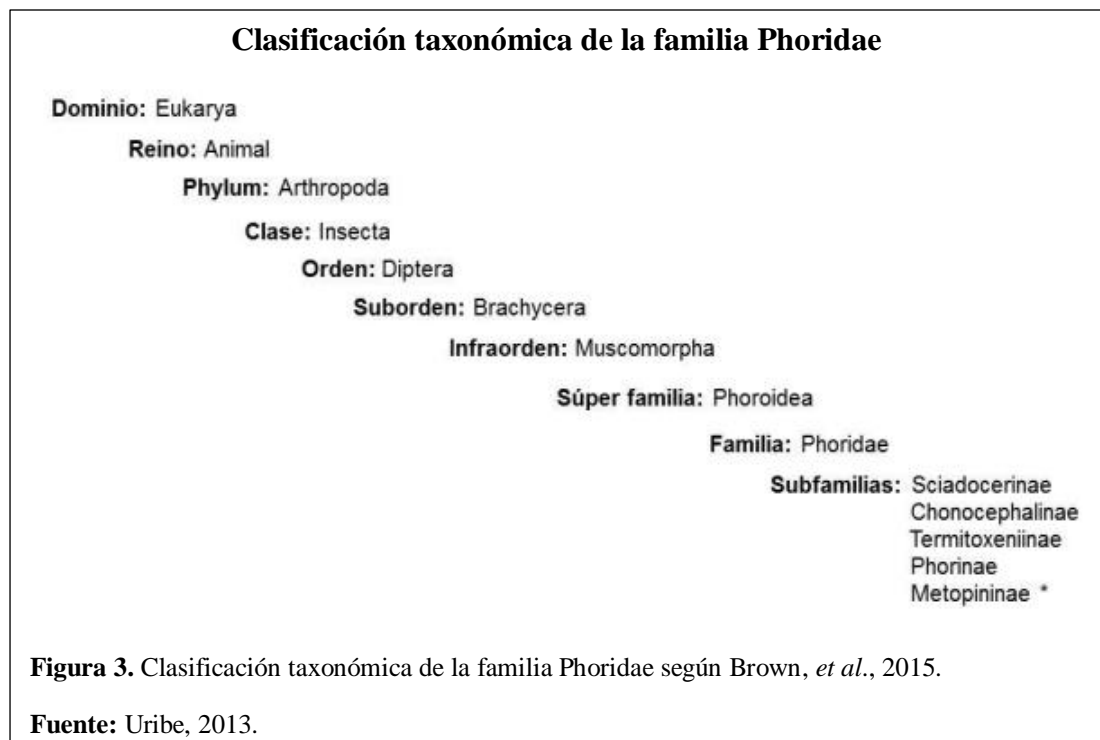 Clasificación taxonómica de la familia Phoridae
Dominio: Eukarya
Reino: Animal
Phylum: Arthropoda
Clase: Insecta
Orden: Diptera
Suborden: Brachycera
Infraorden: Muscomorpha
Súper familia: Phoroidea
Familia: Phoridae
Subfamilias: Sciadocerinae
Chonocephalinae
Termitoxeniinae
Phorinae
Metopininae *
Figura 3. Clasificación taxonómica de la familia Phoridae según Brown, et al., 2015.
Fuente: Uribe, 2013.